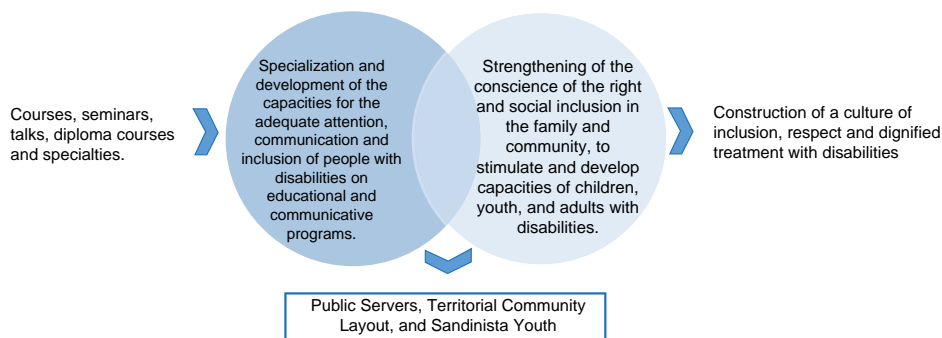 Courses, seminars,
talks, diploma courses
and specialties.
Specialization and
development of the
capacities for the
adequate attention,
communication and
inclusion of people with
disabilities on
educational and
communicative
programs.
Strengthening of the
conscience of the right
and social inclusion in
the family and
community, to
stimulate and develop
capacities of children,
youth, and adults with
disabilities.
Construction of a culture of
inclusion, respect and dignified
treatment with disabilities
Public Servers, Territorial Community
Layout, and Sandinista Youth